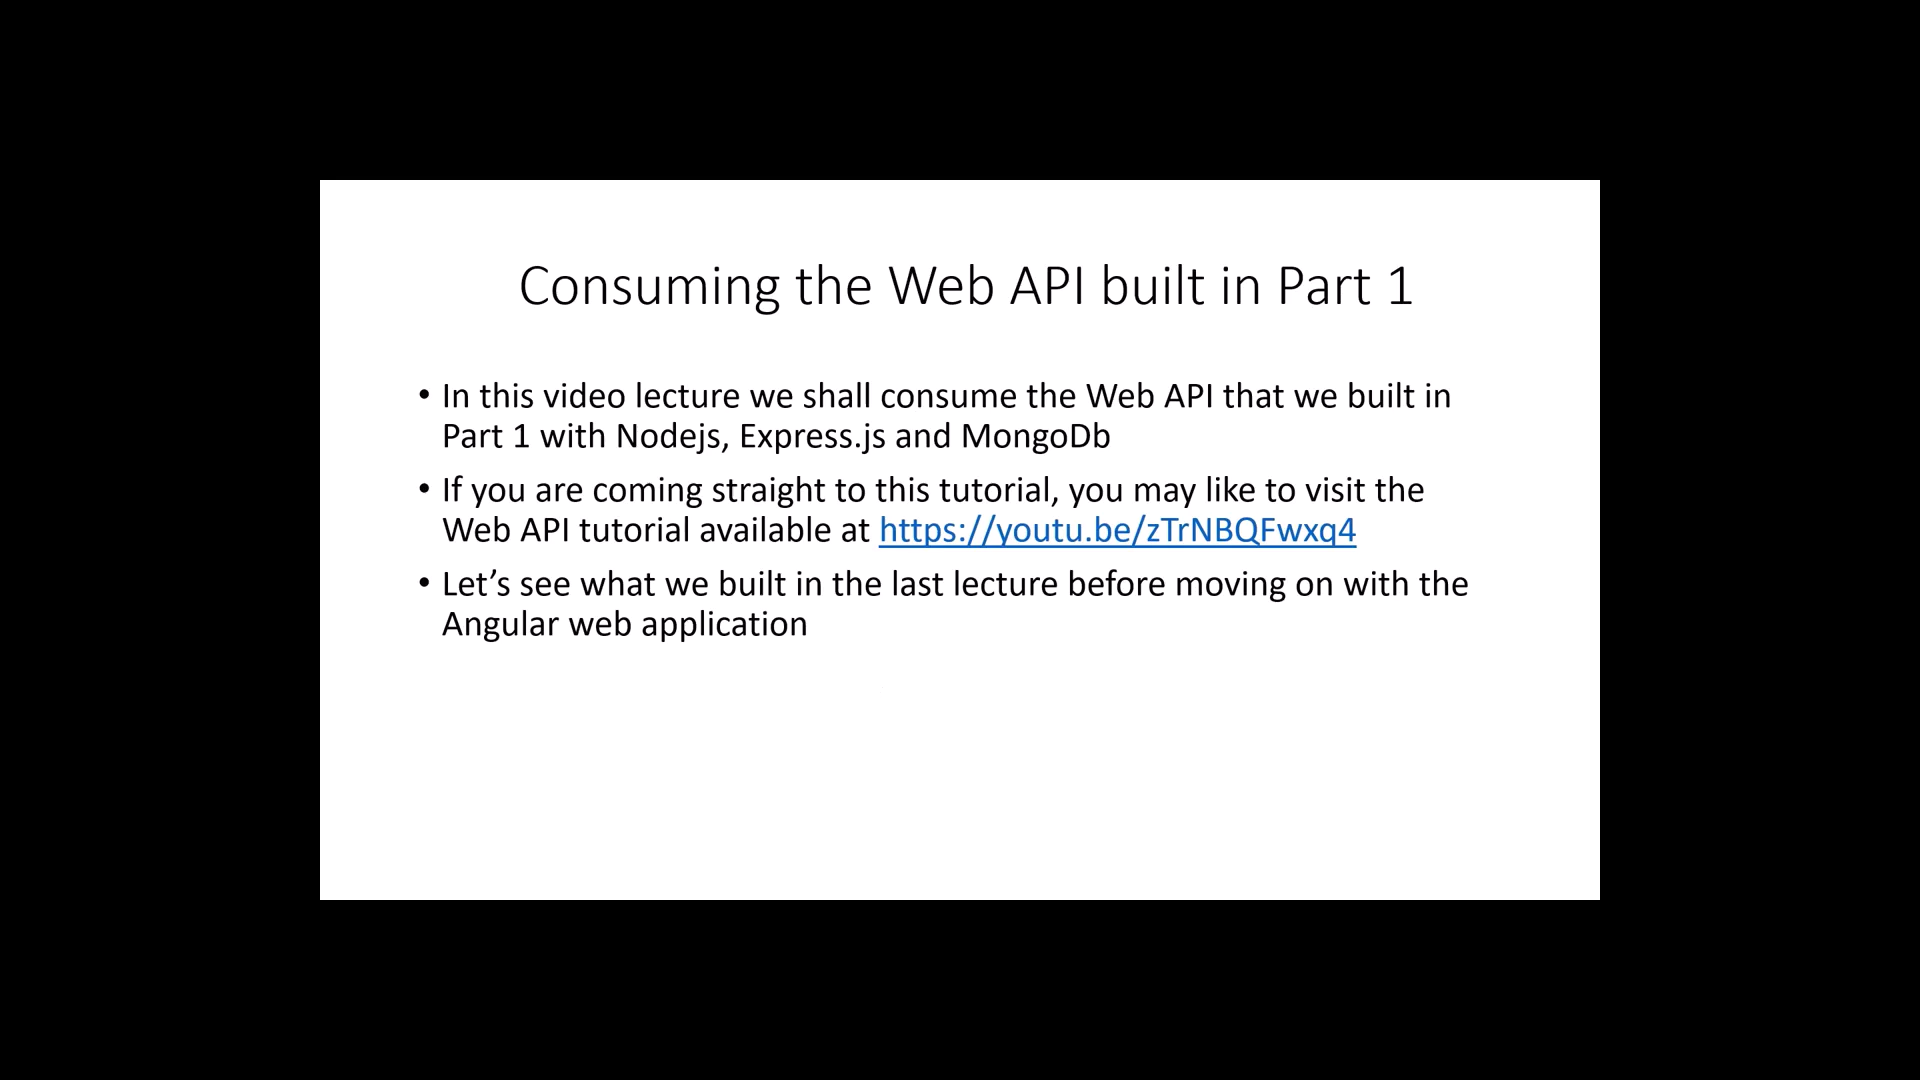 Consuming the Web API built in Part 1
• In this video lecture we shall consume the Web API that we built in
Part 1 with Nodejs, Express.js and MongoDb
• If you are coming straight to this tutorial, you may like to visit the
Web API tutorial available at https://youtu.be/zTrNBQFwxq4
• Let’s see what we built in the last lecture before moving on with the
Angular web application